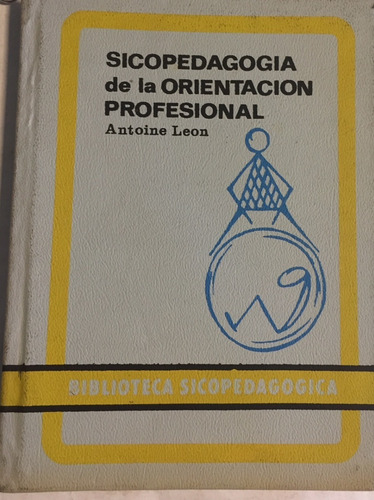 SICOPEDAGOGIA
de la ORIENTACION
PROFESIONAL
Antoine Leon
BIBLIOTECA SICOPEDAGOGICA